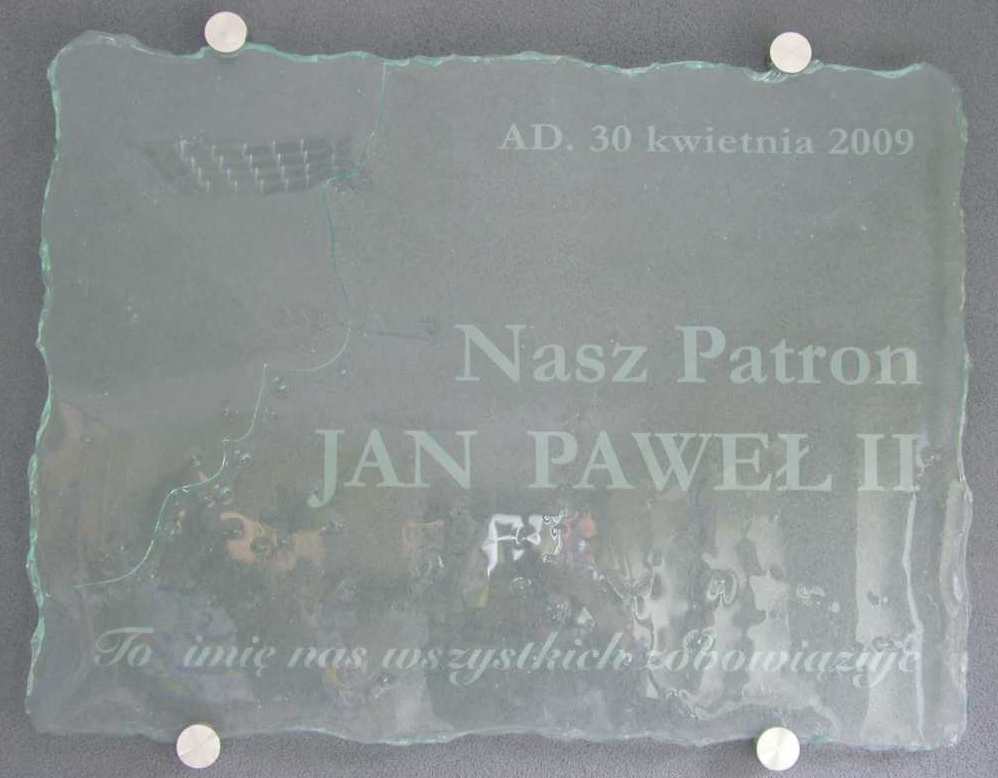 AD. 30 kwietnia 2009
Nasz Patron
JAN PAWEŁ II
To imię nas wszystkich zobowiązuje